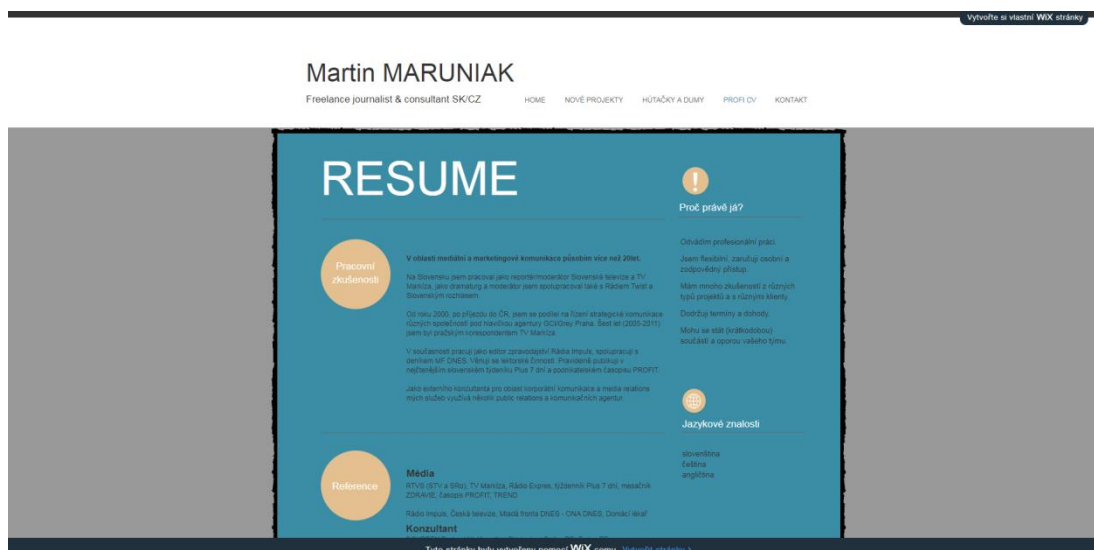 Vytvořte si vlastní WiX stránky
Martin MARUNIAK
Freelance journalist & consultant SK/CZ
HOME NOVÉ PROJEKTY HÚTAČKY A DUMY PROFI CV KONTAKT
RESUME
Pracovní
zkušenosti
V oblasti mediální a marketingové komunikace působím více než 20let.
Na Slovensku jsem pracoval jako reportér/moderátor Slovenské televize a TV
Markíza, jako dramaturg a moderátor jsem spolupracoval také s Rádiem Twist a
Slovenským rozhlasem.
Od roku 2000, po příjezdu do ČR, jsem se podílel na řízení strategické komunikace
různých společností pod hlavičkou agentury GCI/Grey Praha. Šest let (2005-2011)
jsem byl pražským korespondentem TV Markíza.
V současnosti pracuji jako editor zpravodajství Rádia Impuls, spolupracuji s
deníkem MF DNES. Věnuji se lektorské činnosti. Pravidelně publikuji v
nejčtenějším slovenském týdeníku Plus 7 dní a podnikatelském časopisu PROFIT.
Jako externího konzultanta pro oblast korporátní komunikace a media relations
mých služeb využívá několik public relations a komunikačních agentur.
Reference
Média
RTVS (STV a SRo), TV Markíza, Rádio Expres, týždenník Plus 7 dní, mesačník
ZDRAVIE, časopis PROFIT, TREND
Rádio Impuls, Česká televize, Mladá fronta DNES - ONA DNES, Domácí lékař
Konzultant
Proč právě já?
Odvádím profesionální práci.
Jsem flexibilní, zaručuji osobní a
zodpovědný přístup.
Mám mnoho zkušeností z různých
typů projektů a s různými klienty.
Dodržuji termíny a dohody.
Mohu se stát (krátkodobou)
součástí a oporou vašeho týmu.
Jazykové znalosti
slovenština
čeština
angličtina
Tyto stránky byly vytvořeny pomocí WiX.com. Vytvořit stránky >